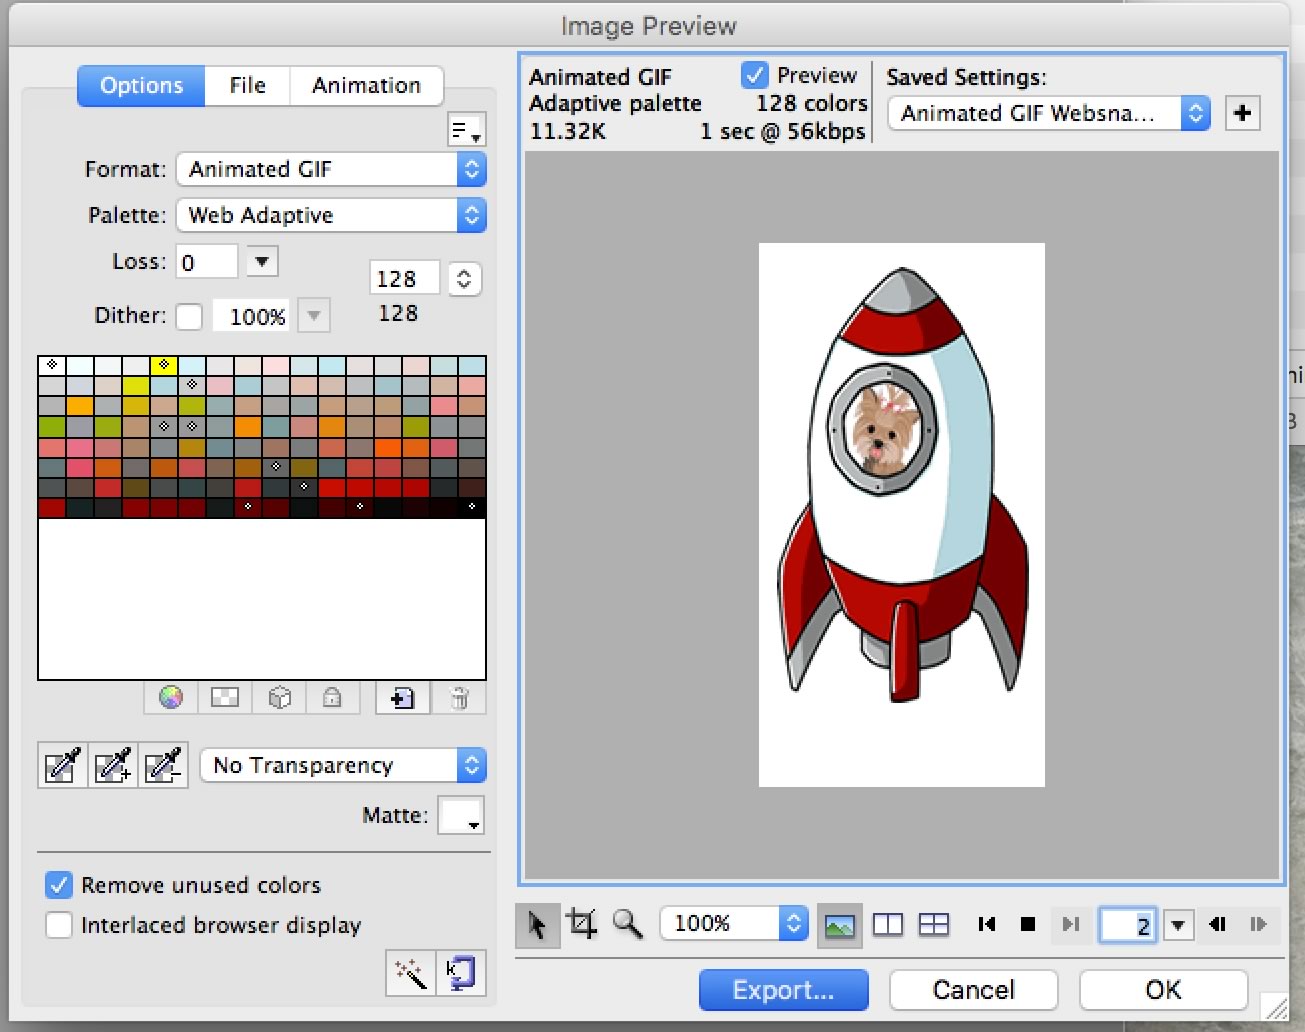 Image Preview
Options File Animation
Format: Animated GIF
Palette: Web Adaptive
Loss: 0
128
Dither: 100% 128
No Transparency
Matte:
Remove unused colors
Interlaced browser display
Animated GIF Preview
Adaptive palette 128 colors
11.32K 1 sec @ 56kbps
Saved Settings:
Animated GIF Websna...
+
100%
2
Export... Cancel OK